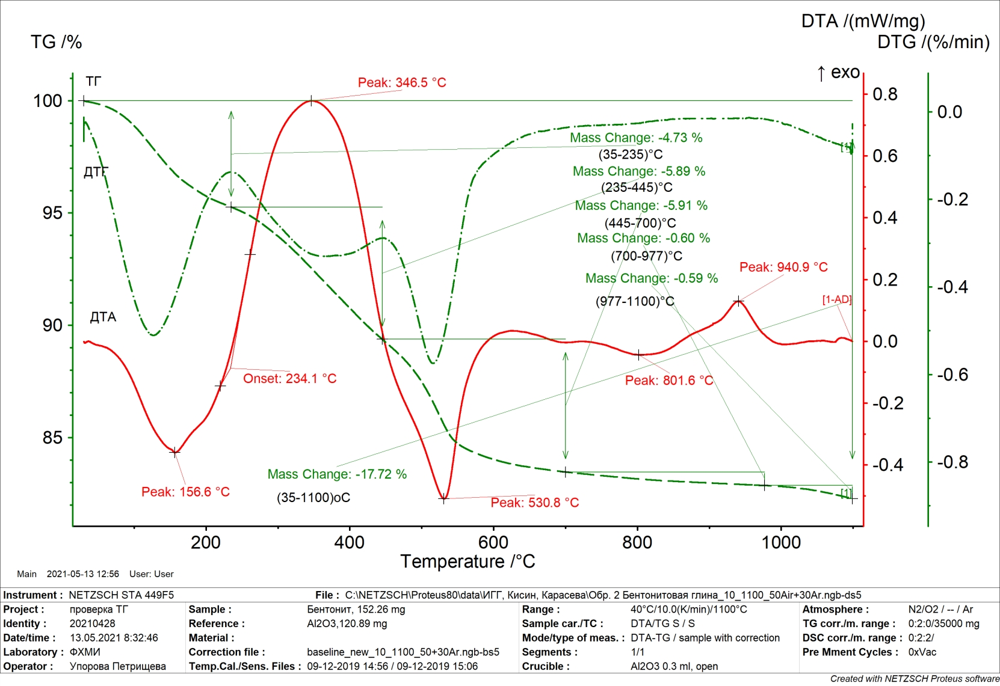 DTA /(mW/mg)
TG /%
DTG /(%/min)
↑ exo
ТГ
Peak: 346.5 °C
100
0.8
0.0
Mass Change: -4.73 %
[1]
(35-235)°C
0.6
ДТГ
Mass Change: -5.89 %
(235-445)°C
-0.2
Mass Change: -5.91 %
95
0.4
(445-700)°C
Mass Change: -0.60 %
(700-977)°C
Peak: 940.9 °C
Mass Change: -0.59 %
0.2
-0.4
[1-AD]
(977-1100)°C
ДТА
90
0.0
Onset: 234.1 °C
Peak: 801.6 °C
-0.6
-0.2
85
-0.4
-0.8
Mass Change: -17.72 %
Peak: 156.6 °C
[1]
(35-1100)oC
Peak: 530.8 °C
200 400 600 800 1000
Temperature /°C
Main 2021-05-13 12:56 User: User
Instrument : NETZSCH STA 449F5 File : C:\NETZSCH\Proteus80\data\ИГГ, Кисин, Карасева\Обр. 2 Бентонитовая глина_10_1100_50Air+30Ar.ngb-ds5
Project : проверка ТГ Sample : Бентонит, 152.26 mg Range : 40°C/10.0(K/min)/1100°C Atmosphere : N2/O2 / -- / Ar
Identity : 20210428 Reference : Al2O3,120.89 mg Sample car./TC : DTA/TG S / S TG corr./m. range : 0:2:0/35000 mg
Date/time : 13.05.2021 8:32:46 Material : Mode/type of meas. : DTA-TG / sample with correction DSC corr./m. range : 0:2:2/
Laboratory : ФХМИ Correction file : baseline_new_10_1100_50+30Ar.ngb-bs5 Segments : 1/1 Pre Mment Cycles : 0xVac
Operator : Упорова Петрищева Temp.Cal./Sens. Files : 09-12-2019 14:56 / 09-12-2019 15:06 Crucible : Al2O3 0.3 ml, open
Created with NETZSCH Proteus software